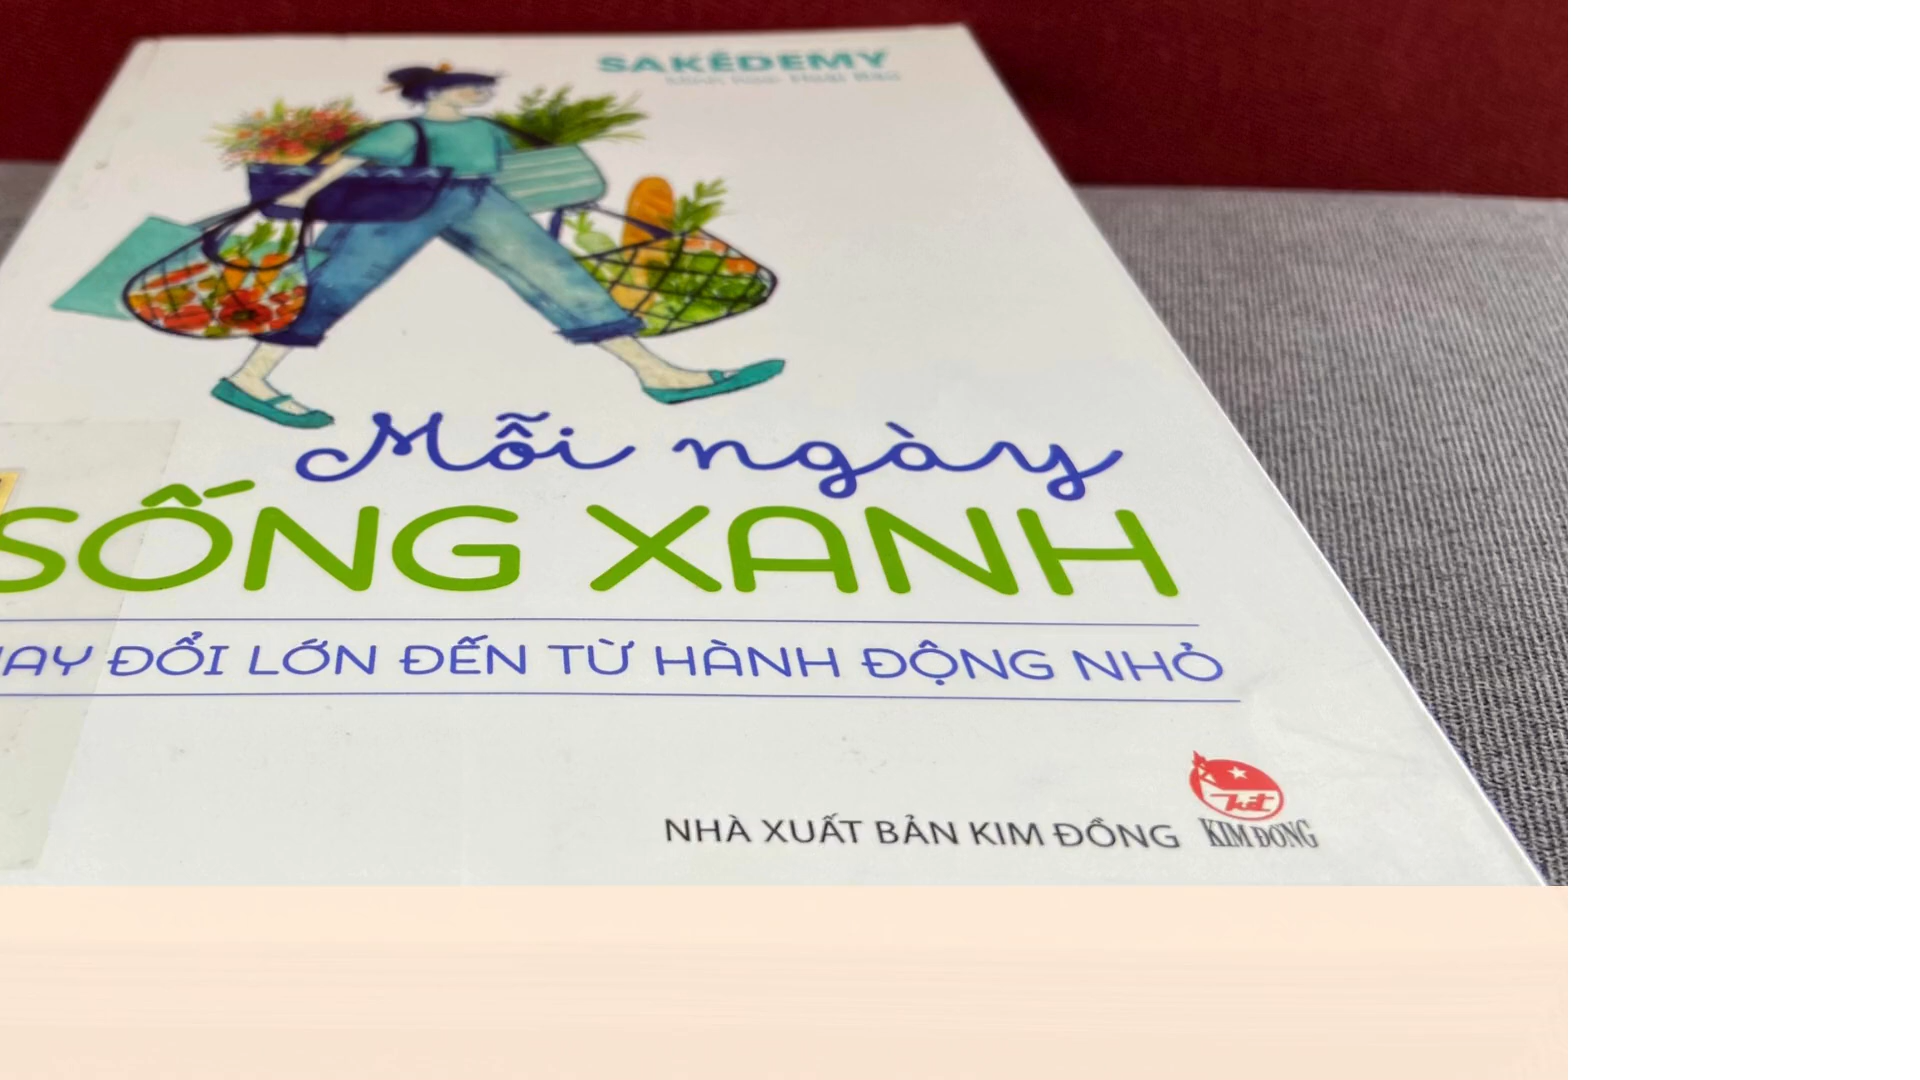 SAKÉDEMY
Mỗi ngày
SỐNG XANH
ĐỔI LỚN ĐẾN TỪ HÀNH ĐỘNG NHỎ
NHÀ XUẤT BẢN KIM ĐỒNG
KIM ĐỒNG